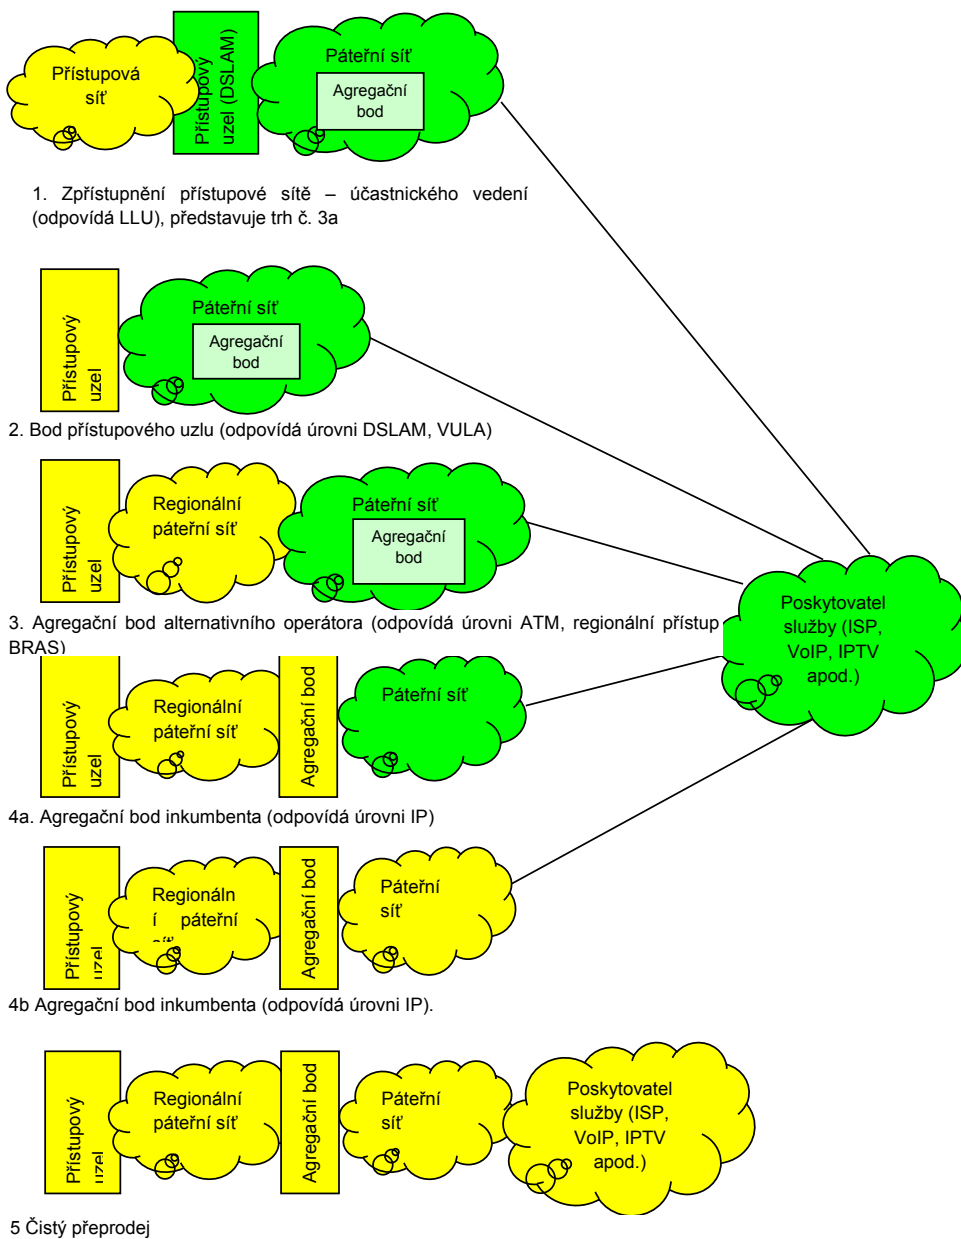 Přístupová
síť
Přístupový
uzel (DSLAM)
Páteřní síť
Agregační
bod
1. Zpřístupnění přístupové sítě – účastnického vedení
(odpovídá LLU), představuje trh č. 3a
Přístupový
uzel
Páteřní síť
Agregační
bod
2. Bod přístupového uzlu (odpovídá úrovni DSLAM, VULA)
Přístupový
uzel
Regionální
páteřní síť
Páteřní síť
Agregační
bod
Poskytovatel
služby (ISP,
VoIP, IPTV
apod.)
3. Agregační bod alternativního operátora (odpovídá úrovni ATM, regionální přístup
BRAS)
Přístupový
uzel
Regionální
páteřní síť
Agregační bod
Páteřní síť
4a. Agregační bod inkumbenta (odpovídá úrovni IP)
Přístupový
uzel
Regionáln
í páteřní
síť
Agregační bod
Páteřní
síť
4b Agregační bod inkumbenta (odpovídá úrovni IP).
Přístupový
uzel
Regionální
páteřní síť
Agregační bod
Páteřní
síť
Poskytovatel
služby (ISP,
VoIP, IPTV
apod.)
5 Čistý přeprodej